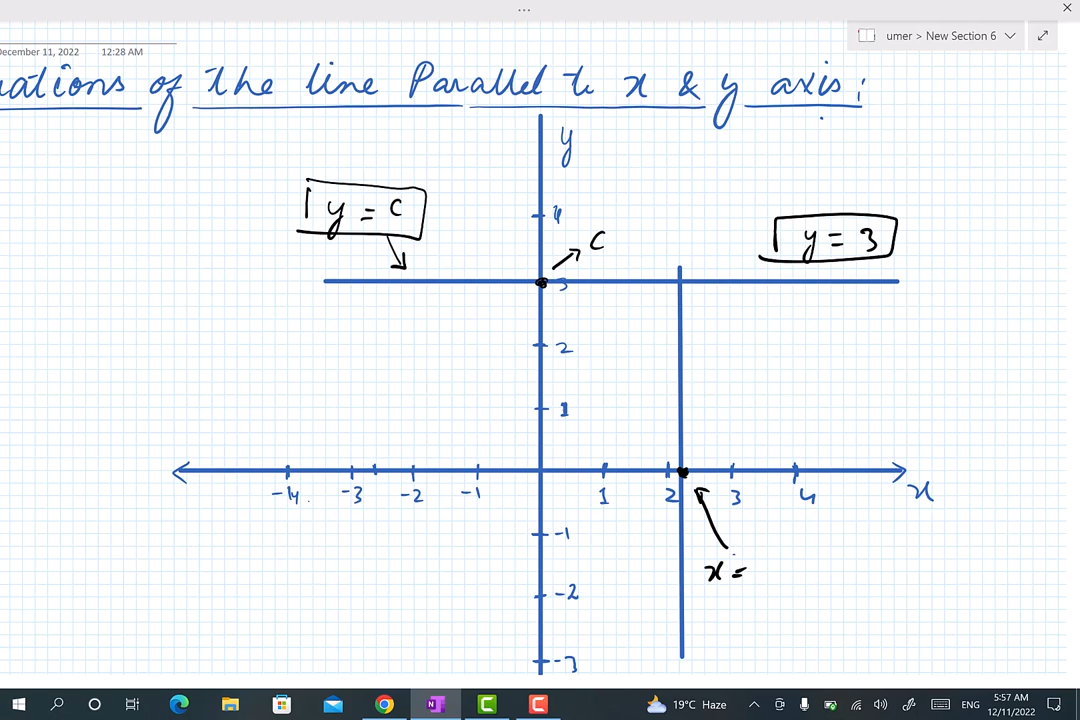 umer > New Section 6
December 11, 2022 12:28 AM
uations of the line Parallel to x & y axis :
y
y = c
4
c
y = 3
3
2
1
-4 -3 -2 -1 1 2 3 4 x
-1
x =
-2
-3
19°C Haze
ENG
5:57 AM
12/11/2022